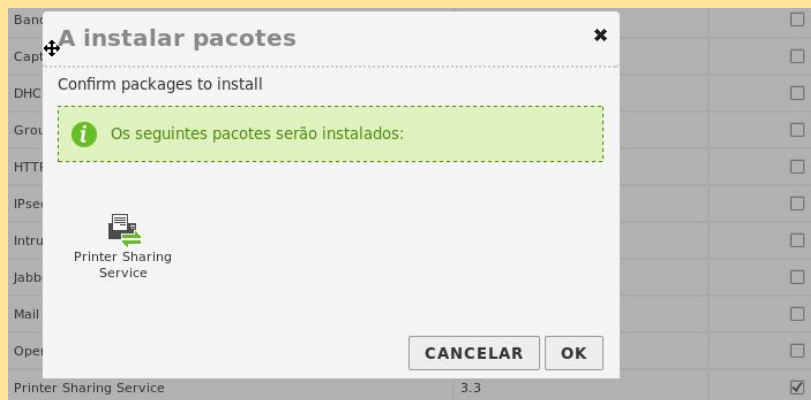 A instalar pacotes
Confirm packages to install
Os seguintes pacotes serão instalados:
Printer Sharing
Service
CANCELAR OK
Printer Sharing Service 3.3